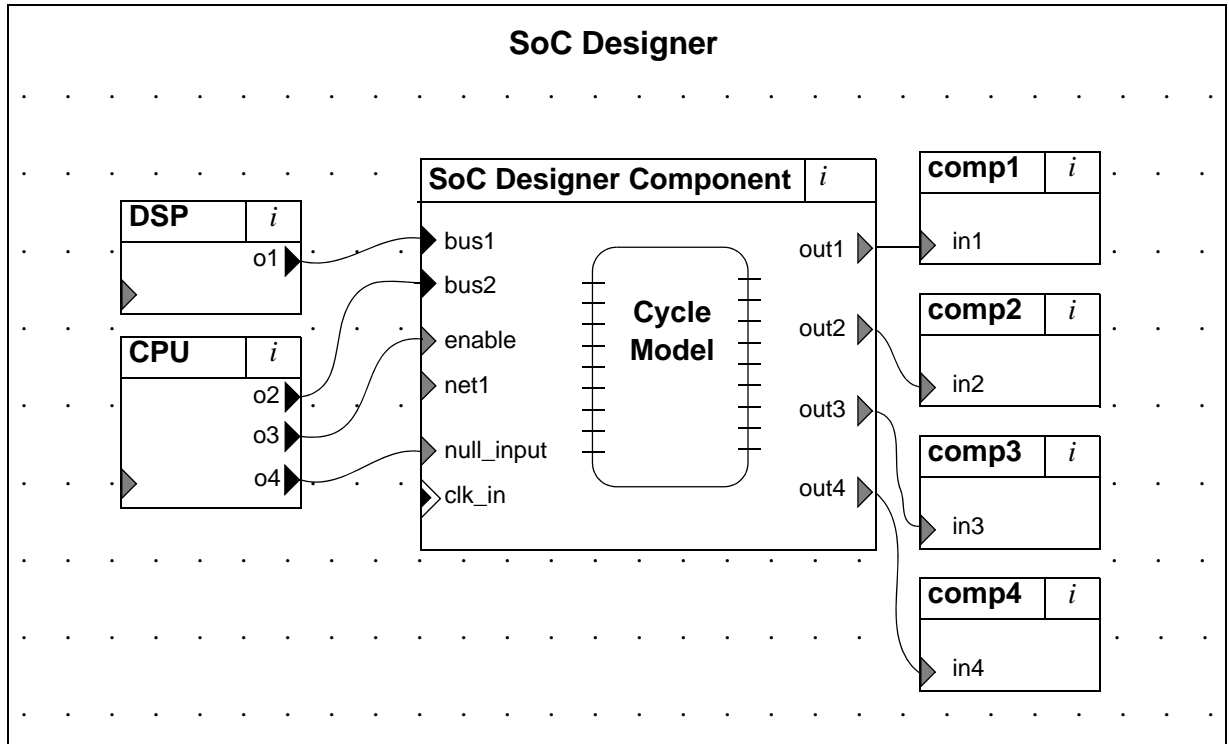 SoC Designer
DSP i
o1
CPU i
o2
o3
o4
SoC Designer Component i
bus1
bus2
enable
net1
null_input
clk_in
Cycle
Model
out1
out2
out3
out4
comp1 i
in1
comp2 i
in2
comp3 i
in3
comp4 i
in4